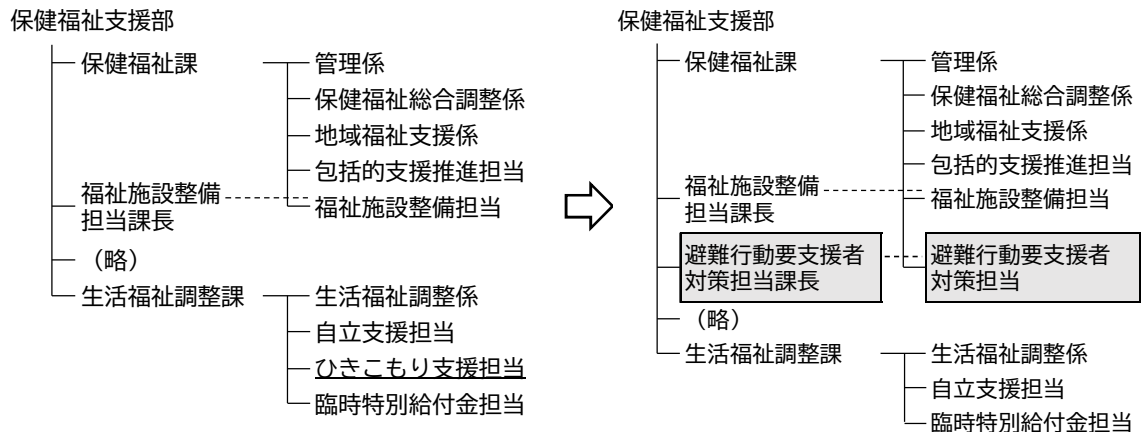 保健福祉支援部
保健福祉課
管理係
保健福祉総合調整係
地域福祉支援係
包括的支援推進担当
福祉施設整備
担当課長
福祉施設整備担当
（略）
生活福祉調整課
生活福祉調整係
自立支援担当
ひきこもり支援担当
臨時特別給付金担当
保健福祉支援部
保健福祉課
管理係
保健福祉総合調整係
地域福祉支援係
包括的支援推進担当
福祉施設整備
担当課長
福祉施設整備担当
避難行動要支援者
対策担当課長
避難行動要支援者
対策担当
（略）
生活福祉調整課
生活福祉調整係
自立支援担当
臨時特別給付金担当